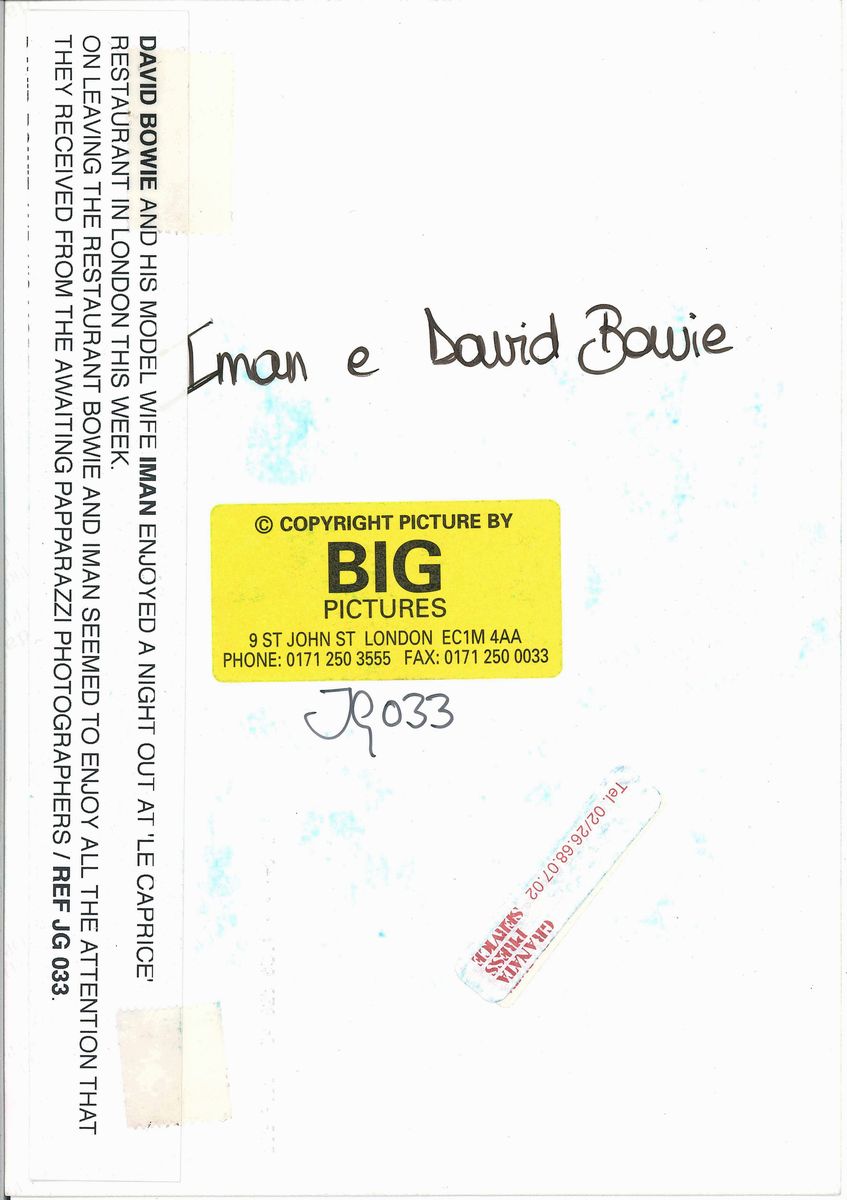 DAVID BOWIE AND HIS MODEL WIFE IMAN ENJOYED A NIGHT OUT AT 'LE CAPRICE'
RESTAURANT IN LONDON THIS WEEK.
ON LEAVING THE RESTAURANT BOWIE AND IMAN SEEMED TO ENJOY ALL THE ATTENTION THAT
THEY RECEIVED FROM THE AWAITING PAPPARAZZI PHOTOGRAPHERS / REF JG 033.
Iman e David Bowie
© COPYRIGHT PICTURE BY
BIG
PICTURES
9 ST JOHN ST LONDON EC1M 4AA
PHONE: 0171 250 3555 FAX: 0171 250 0033
JG033
GRANATA
PRESS
SERVICE
Tel. 02/26.68.07.02